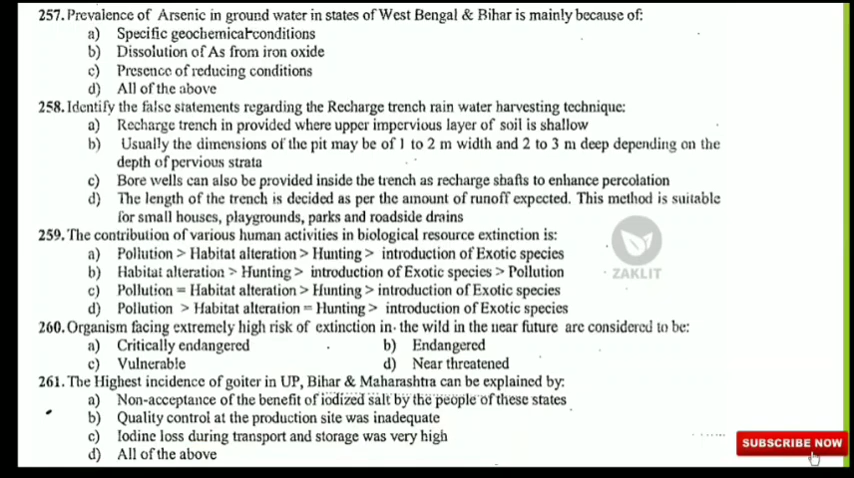 257. Prevalence of Arsenic in ground water in states of West Bengal & Bihar is mainly because of:
a) Specific geochemical conditions
b) Dissolution of As from iron oxide
c) Presence of reducing conditions
d) All of the above
258. Identify the false statements regarding the Recharge trench rain water harvesting technique:
a) Recharge trench in provided where upper impervious layer of soil is shallow
b) Usually the dimensions of the pit may be of 1 to 2 m width and 2 to 3 m deep depending on the
depth of pervious strata
c) Bore wells can also be provided inside the trench as recharge shafts to enhance percolation
d) The length of the trench is decided as per the amount of runoff expected. This method is suitable
for small houses, playgrounds, parks and roadside drains
259. The contribution of various human activities in biological resource extinction is:
a) Pollution > Habitat alteration > Hunting > introduction of Exotic species
b) Habitat alteration > Hunting > introduction of Exotic species > Pollution
c) Pollution = Habitat alteration > Hunting > introduction of Exotic species
d) Pollution > Habitat alteration = Hunting > introduction of Exotic species
ZAKLIT
260. Organism facing extremely high risk of extinction in the wild in the near future are considered to be:
a) Critically endangered b) Endangered
c) Vulnerable d) Near threatened
261. The Highest incidence of goiter in UP, Bihar & Maharashtra can be explained by:
a) Non-acceptance of the benefit of iodized salt by the people of these states
b) Quality control at the production site was inadequate
c) Iodine loss during transport and storage was very high
d) All of the above
SUBSCRIBE NOW